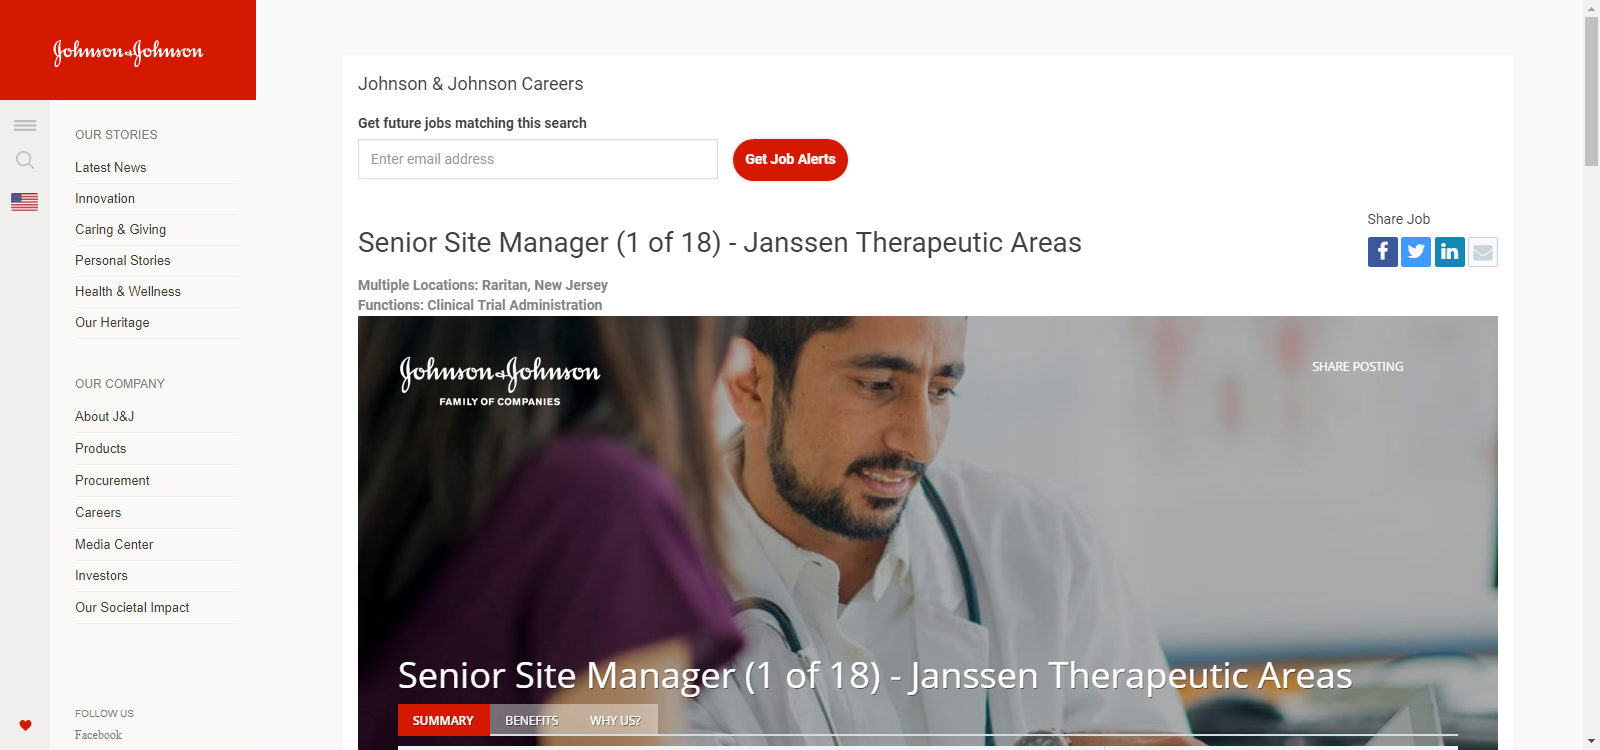 Johnson & Johnson
OUR STORIES
Latest News
Innovation
Caring & Giving
Personal Stories
Health & Wellness
Our Heritage
OUR COMPANY
About J&J
Products
Procurement
Careers
Media Center
Investors
Our Societal Impact
FOLLOW US
Facebook
Johnson & Johnson Careers
Get future jobs matching this search
Enter email address
Get Job Alerts
Share Job
Senior Site Manager (1 of 18) - Janssen Therapeutic Areas
Multiple Locations: Raritan, New Jersey
Functions: Clinical Trial Administration
Johnson & Johnson
FAMILY OF COMPANIES
SHARE POSTING
Senior Site Manager (1 of 18) - Janssen Therapeutic Areas
SUMMARY BENEFITS WHY US?